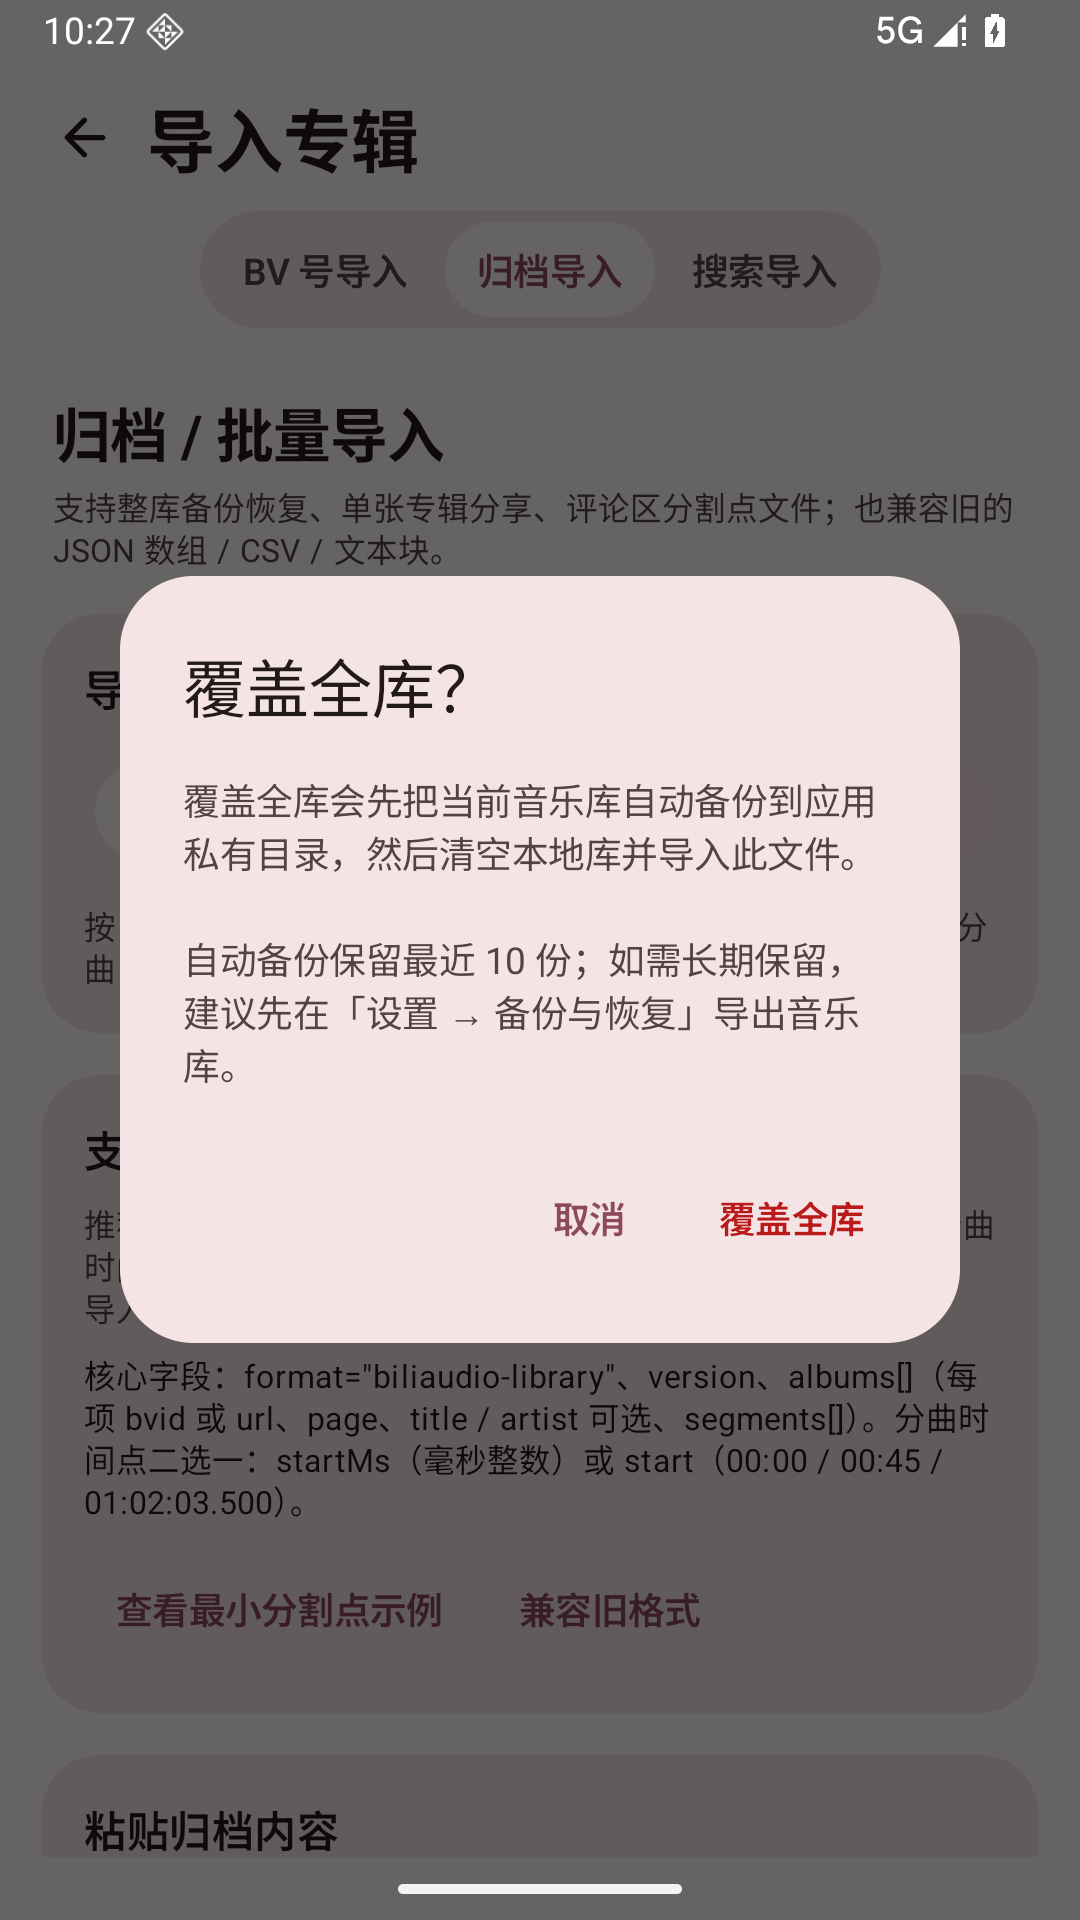 10:27
5G
导入专辑
BV 号导入
归档导入
搜索导入
归档 / 批量导入
支持整库备份恢复、单张专辑分享、评论区分割点文件；也兼容旧的
JSON 数组 / CSV / 文本块。
导
覆盖全库？
覆盖全库会先把当前音乐库自动备份到应用
私有目录，然后清空本地库并导入此文件。
按
分
曲
自动备份保留最近 10 份；如需长期保留，
建议先在「设置 → 备份与恢复」导出音乐
库。
支
取消
覆盖全库
曲
核心字段：format="biliaudio-library"、version、albums[]（每
项 bvid 或 url、page、title / artist 可选、segments[]）。分曲时
间点二选一：startMs（毫秒整数）或 start（00:00 / 00:45 /
01:02:03.500）。
查看最小分割点示例
兼容旧格式
粘贴归档内容